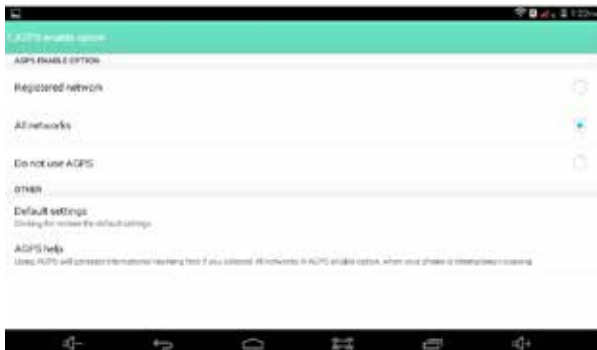 1:22
AGPS enable option
AGPS ENABLE OPTION
Registered network
All networks
Do not use AGPS
OTHER
Default settings
Clicking for restore the default settings
AGPS help
Using AGPS will generate international roaming fees if you selected All networks in AGPS enable option, when your phone is international roaming